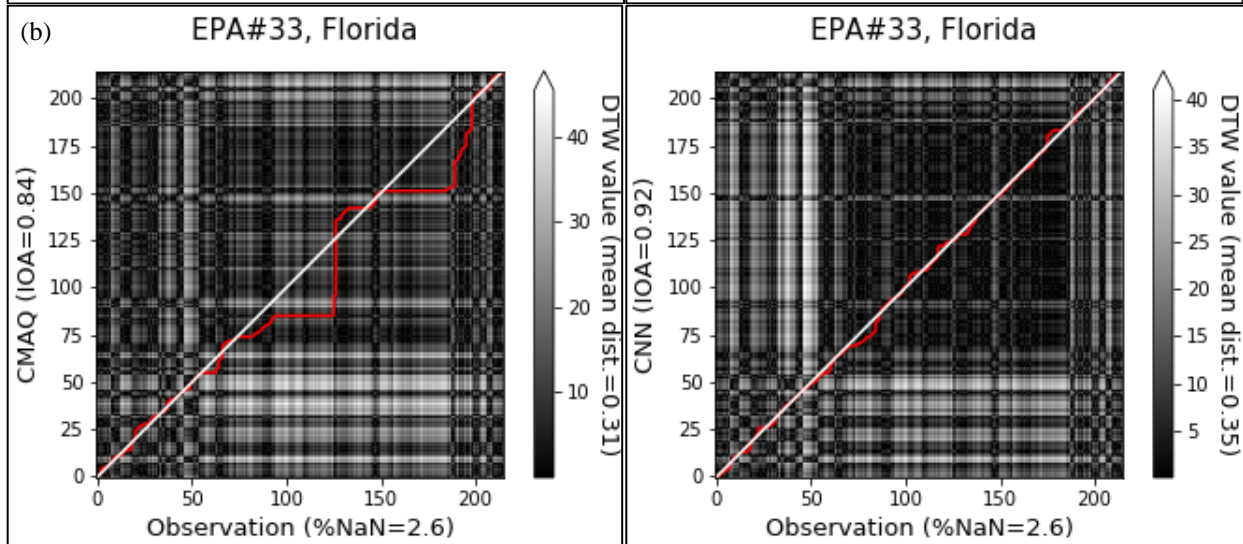 (b)
EPA#33, Florida
CMAQ (IOA=0.84)
200
175
150
125
100
75
50
25
0
0 50 100 150 200
Observation (%NaN=2.6)
40
30
20
10
DTW value (mean dist.=0.31)
EPA#33, Florida
CNN (IOA=0.92)
200
175
150
125
100
75
50
25
0
0 50 100 150 200
Observation (%NaN=2.6)
40
35
30
25
20
15
10
5
DTW value (mean dist.=0.35)